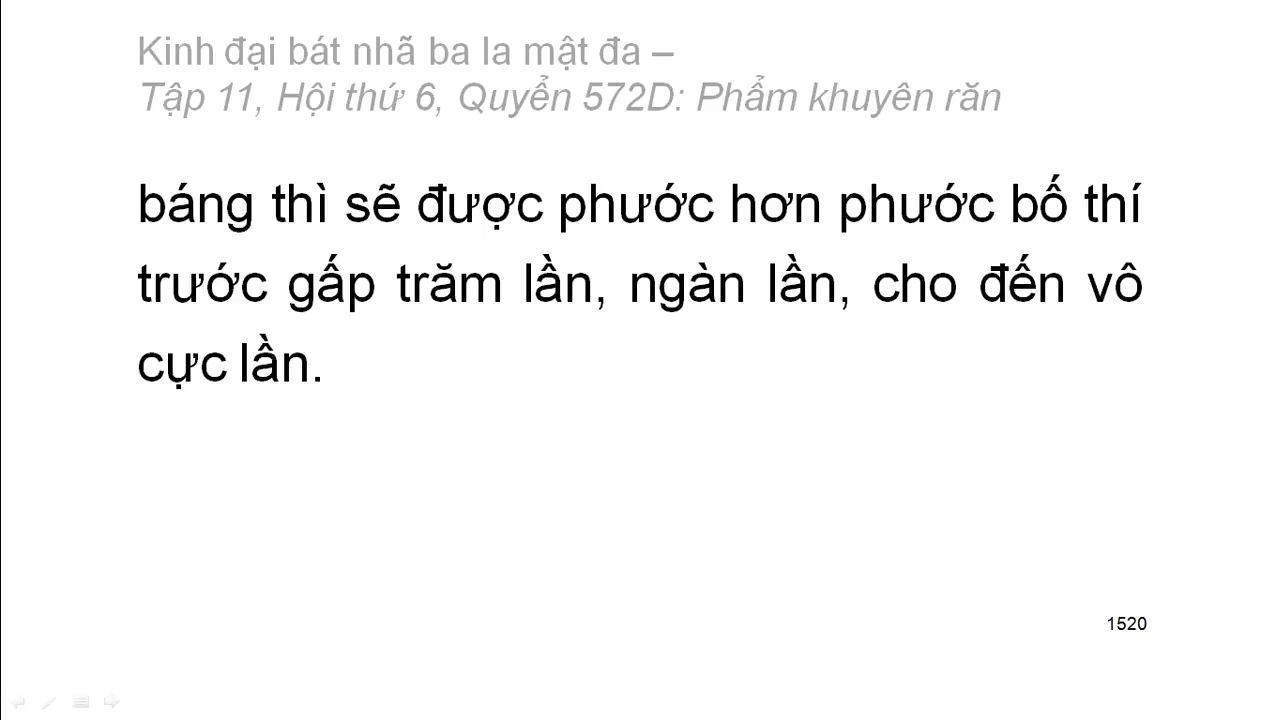 Kinh đại bát nhã ba la mật đa –
Tập 11, Hội thứ 6, Quyển 572D: Phẩm khuyên răn
báng thì sẽ được phước hơn phước bố thí
trước gấp trăm lần, ngàn lần, cho đến vô
cực lần.
1520